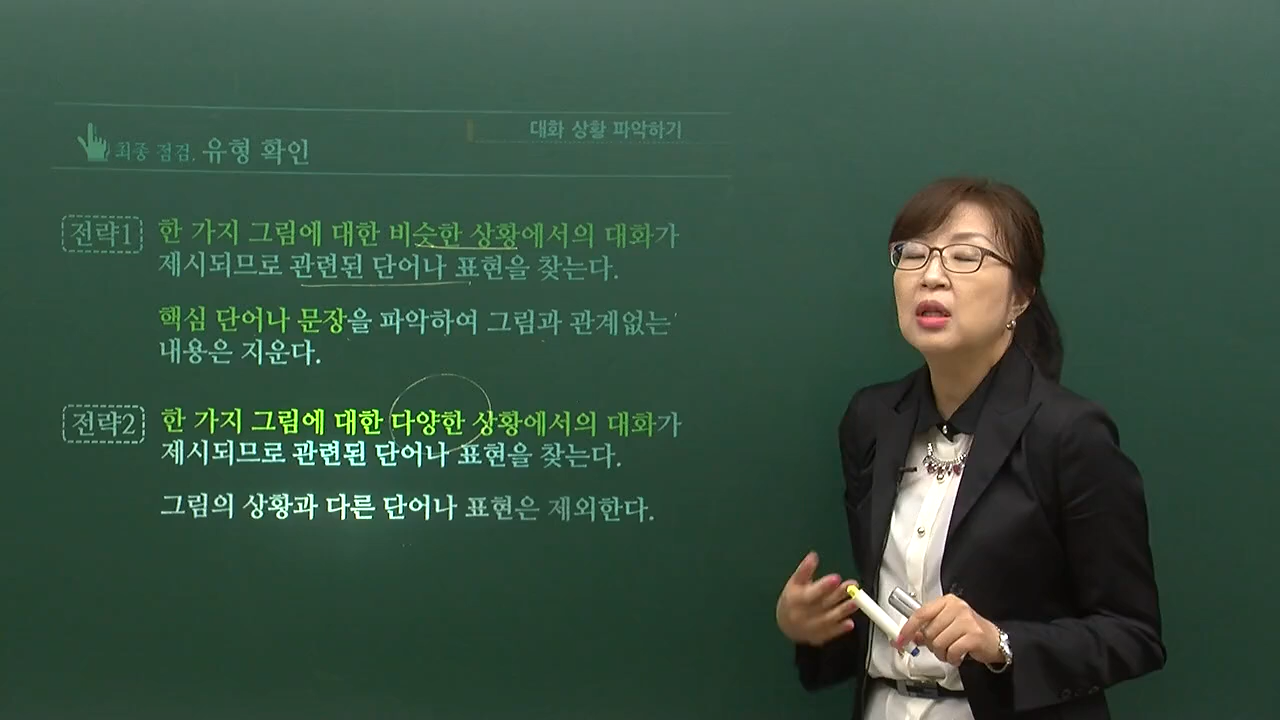 대화 상황 파악하기
최종 점검, 유형 확인
전략1 한 가지 그림에 대한 비슷한 상황에서의 대화가
제시되므로 관련된 단어나 표현을 찾는다.
핵심 단어나 문장을 파악하여 그림과 관계없는
내용은 지운다.
전략2 한 가지 그림에 대한 다양한 상황에서의 대화가
제시되므로 관련된 단어나 표현을 찾는다.
그림의 상황과 다른 단어나 표현은 제외한다.